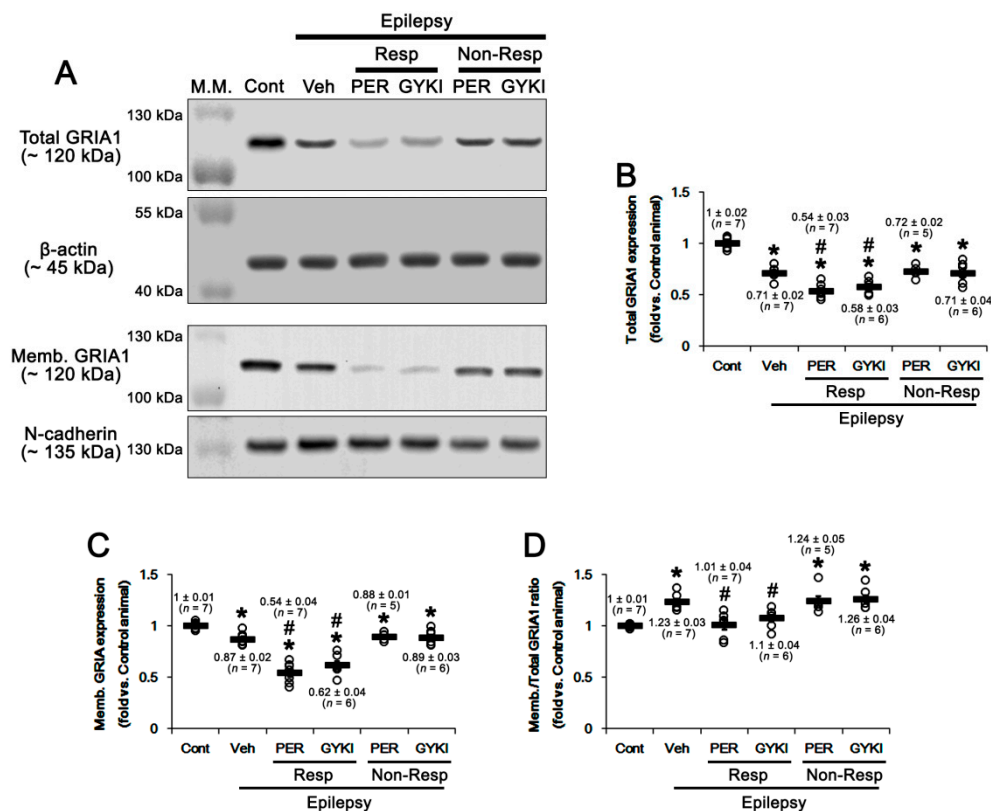 A
Epilepsy
Resp
Non-Resp
M.M.
Cont
Veh
PER
GYKI
PER
GYKI
Total GRIA1
(~ 120 kDa)
130 kDa
100 kDa
β-actin
(~ 45 kDa)
55 kDa
40 kDa
Memb. GRIA1
(~ 120 kDa)
130 kDa
100 kDa
N-cadherin
(~ 135 kDa)
130 kDa
B
Total GRIA1 expression
(fold vs. Control animal)
1.5
1
0.5
0
1 ± 0.02
(n = 7)
*
0.71 ± 0.02
(n = 7)
0.54 ± 0.03
(n = 7)
#
*
#
*
0.58 ± 0.03
(n = 6)
0.72 ± 0.02
(n = 5)
*
*
0.71 ± 0.04
(n = 6)
Cont
Veh
PER
GYKI
PER
GYKI
Resp
Non-Resp
Epilepsy
C
Memb. GRIA expression
(fold vs. Control animal)
1.5
1
0.5
0
1 ± 0.01
(n = 7)
*
0.87 ± 0.02
(n = 7)
0.54 ± 0.04
(n = 7)
#
*
#
*
0.62 ± 0.04
(n = 6)
0.88 ± 0.01
(n = 5)
*
*
0.89 ± 0.03
(n = 6)
Cont
Veh
PER
GYKI
PER
GYKI
Resp
Non-Resp
Epilepsy
D
Memb./Total GRIA1 ratio
(fold vs. Control animal)
1.5
1
0.5
0
1 ± 0.01
(n = 7)
*
1.23 ± 0.03
(n = 7)
1.01 ± 0.04
(n = 7)
#
#
1.1 ± 0.04
(n = 6)
1.24 ± 0.05
(n = 5)
*
*
1.26 ± 0.04
(n = 6)
Cont
Veh
PER
GYKI
PER
GYKI
Resp
Non-Resp
Epilepsy